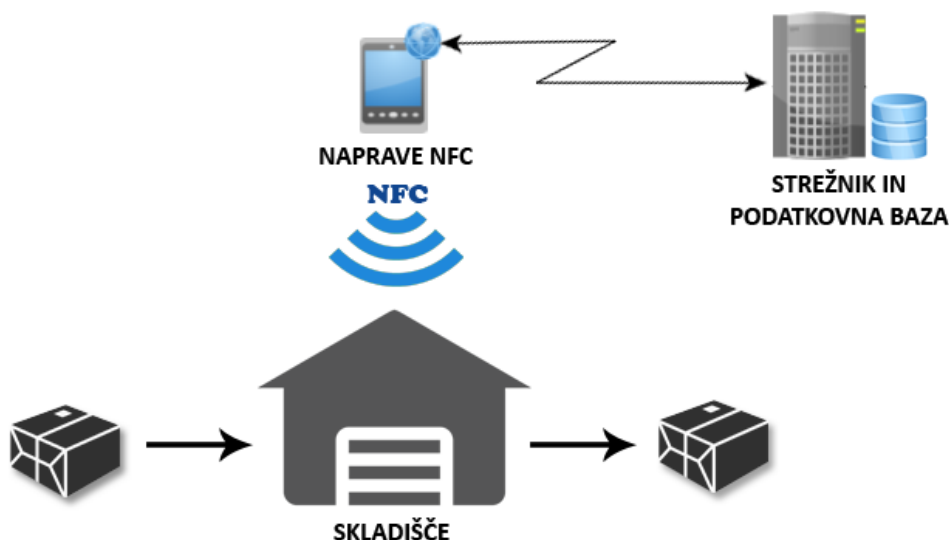 NAPRAVE NFC
NFC
STREŽNIK IN
PODATKOVNA BAZA
SKLADIŠČE